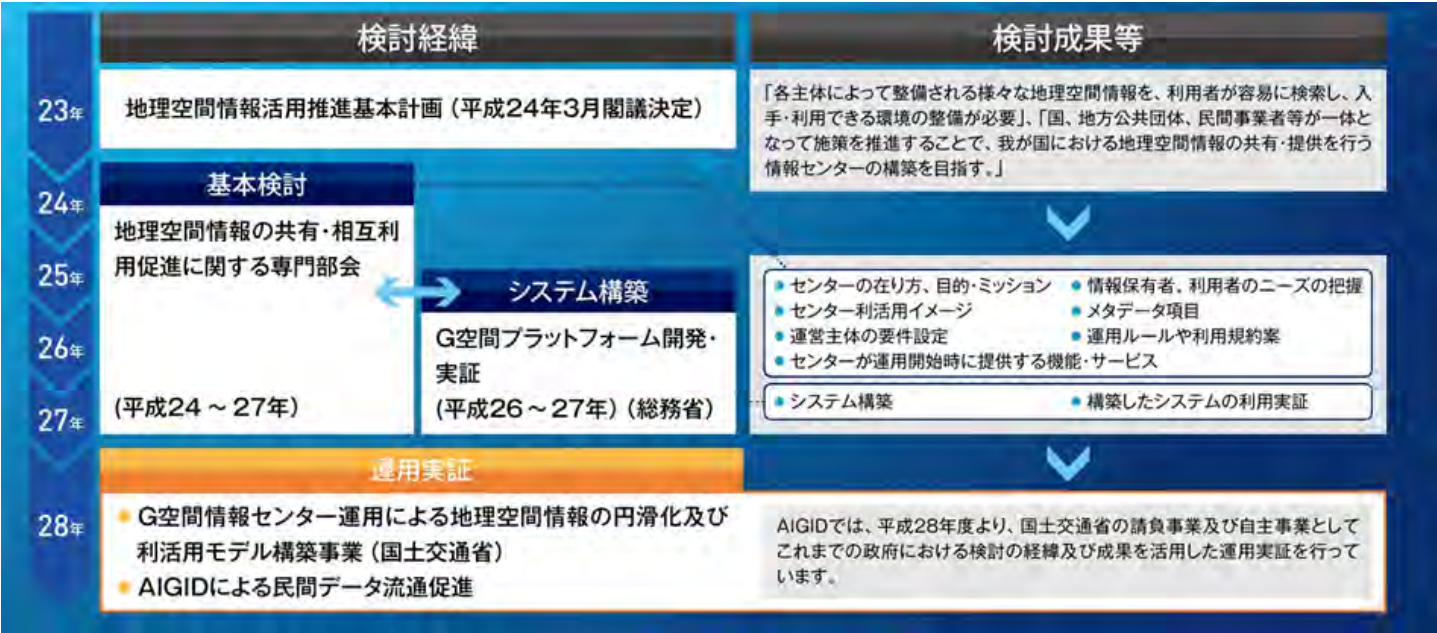 検討経緯
検討成果等
23年
地理空間情報活用推進基本計画（平成24年3月閣議決定）
「各主体によって整備される様々な地理空間情報を、利用者が容易に検索し、入
手・利用できる環境の整備が必要」、「国、地方公共団体、民間事業者等が一体と
なって施策を推進することで、我が国における地理空間情報の共有・提供を行う
情報センターの構築を目指す。」
24年
基本検討
地理空間情報の共有・相互利
用促進に関する専門部会
(平成24～27年)
25年
システム構築
G空間プラットフォーム開発・
実証
(平成26～27年)（総務省）
26年
27年
● センターの在り方、目的・ミッション
● 情報保有者、利用者のニーズの把握
● センター利活用イメージ
● メタデータ項目
● 運営主体の要件設定
● 運用ルールや利用規約案
● センターが運用開始時に提供する機能・サービス
● システム構築
● 構築したシステムの利用実証
28年
運用実証
● G空間情報センター運用による地理空間情報の円滑化及び
利活用モデル構築事業（国土交通省）
● AIGIDによる民間データ流通促進
AIGIDでは、平成28年度より、国土交通省の請負事業及び自主事業として
これまでの政府における検討の経緯及び成果を活用した運用実証を行って
います。